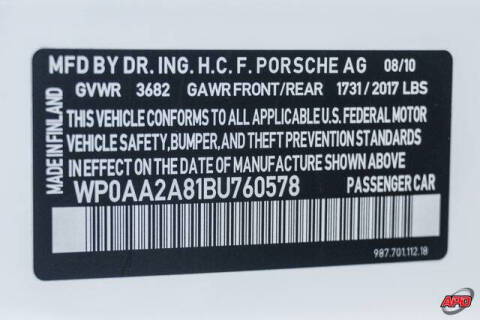 MFD BY DR. ING. H.C. F. PORSCHE AG 08/10
GVWR 3682 GAWR FRONT/REAR 1731/2017 LBS
THIS VEHICLE CONFORMS TO ALL APPLICABLE U.S. FEDERAL MOTOR
VEHICLE SAFETY, BUMPER, AND THEFT PREVENTION STANDARDS
IN EFFECT ON THE DATE OF MANUFACTURE SHOWN ABOVE
WP0AA2A81BU760578 PASSENGER CAR
987.701.112.18
MADE IN FINLAND
APO